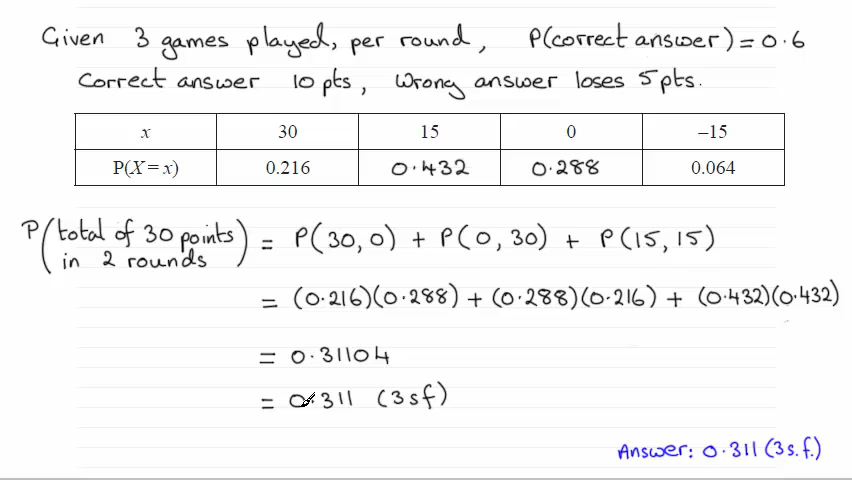 Given 3 games played, per round, P(correct answer) = 0.6
Correct answer 10 pts, Wrong answer loses 5 pts.
x 30 15 0 –15
P(X = x) 0.216 0.432 0.288 0.064
P(total of 30 points in 2 rounds) = P(30, 0) + P(0, 30) + P(15, 15)
= (0.216)(0.288) + (0.288)(0.216) + (0.432)(0.432)
= 0.31104
= 0.311 (3sf)
Answer: 0.311 (3s.f.)